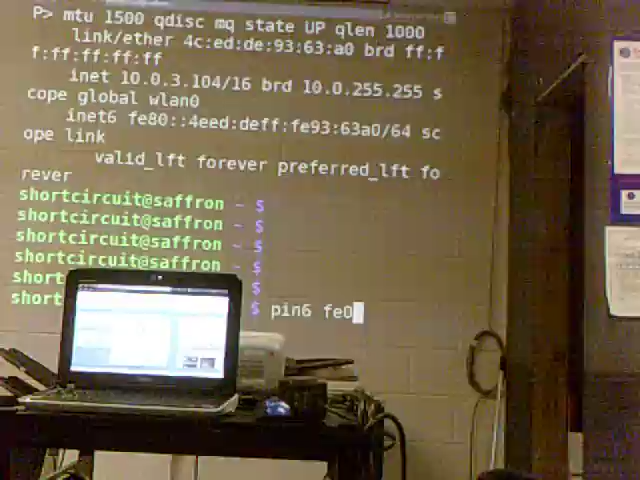 P> mtu 1500 qdisc mq state UP qlen 1000
link/ether 4c:ed:de:93:63:a0 brd ff:f
f:ff:ff:ff:ff
inet 10.0.3.104/16 brd 10.0.255.255 s
cope global wlan0
inet6 fe80::4eed:deff:fe93:63a0/64 sc
ope link
valid_lft forever preferred_lft fo
rever
shortcircuit@saffron ~ $
shortcircuit@saffron ~ $
shortcircuit@saffron ~ $
shortcircuit@saffron ~ $
short $
short $ pin6 fe0